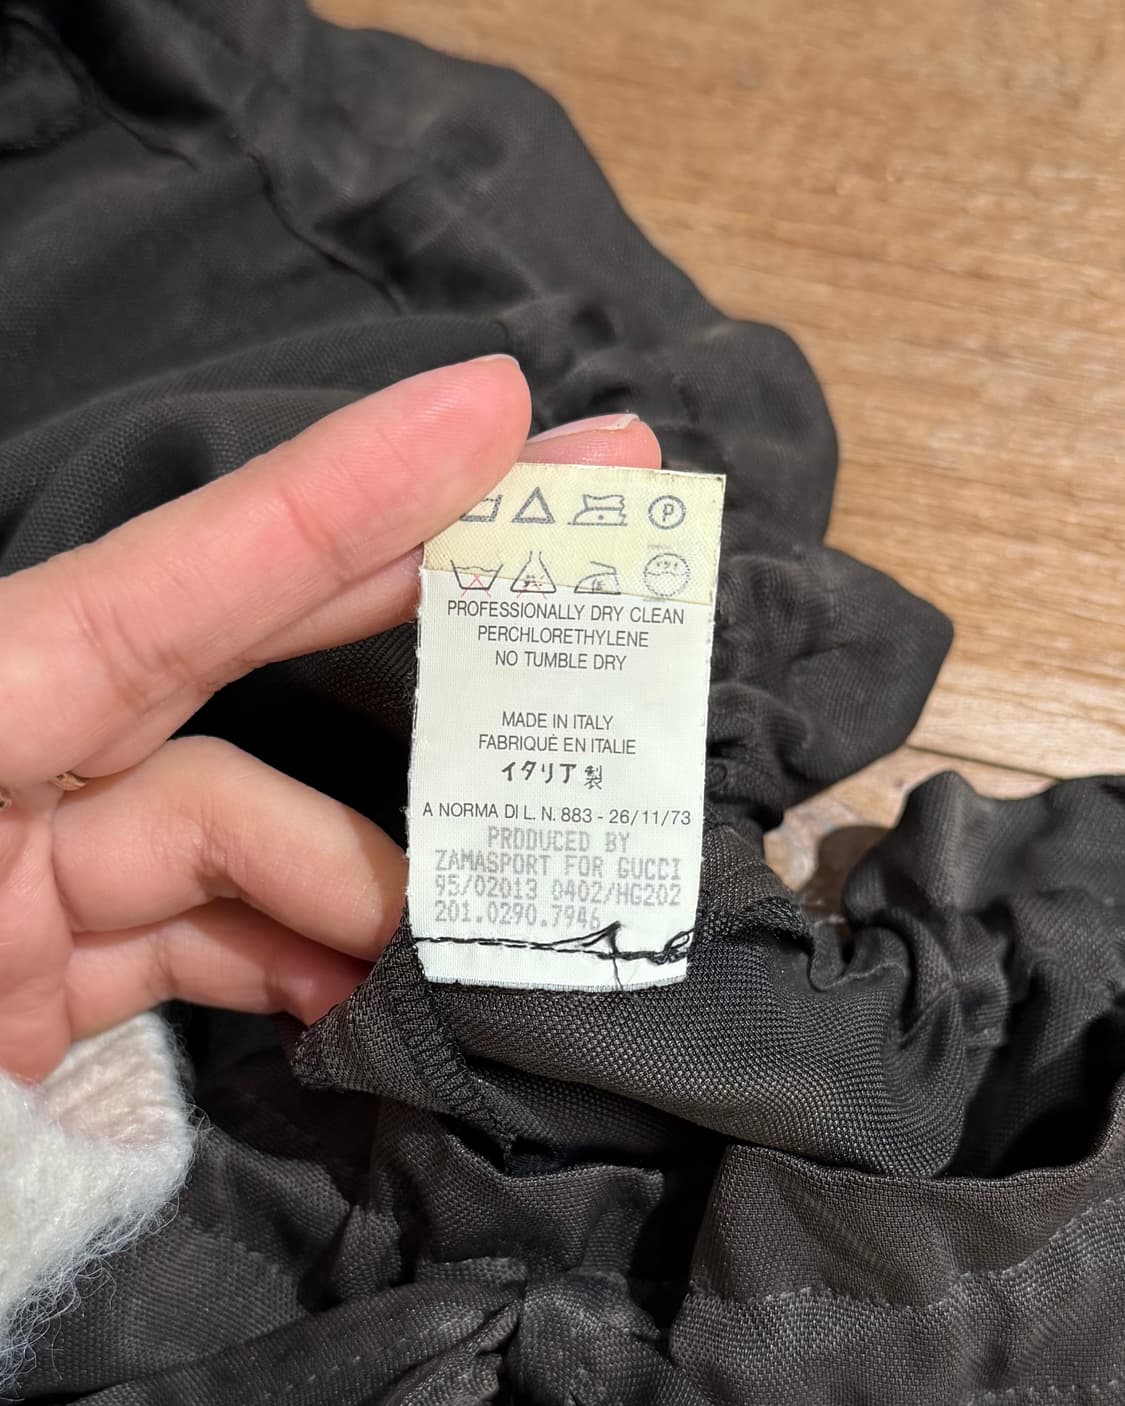 P
PROFESSIONALLY DRY CLEAN
PERCHLORETHYLENE
NO TUMBLE DRY
MADE IN ITALY
FABRIQUÉ EN ITALIE
イタリア製
A NORMA DI L. N. 883 - 26/11/73
PRODUCED BY
ZAMASPORT FOR GUCCI
95/02013 0402/HG202
201.0290.7946